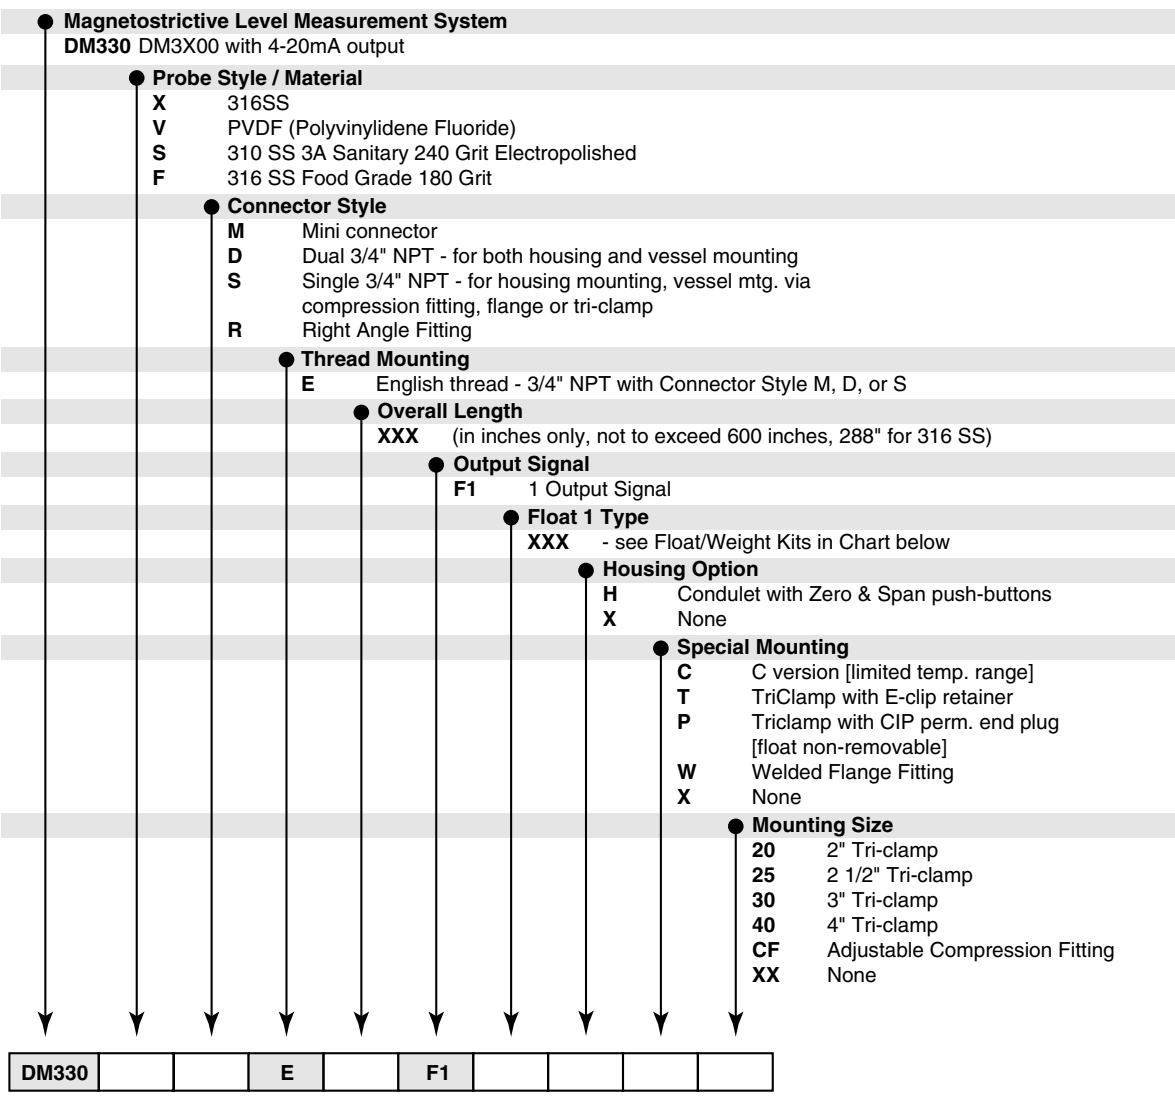 Magnetostrictive Level Measurement System
DM330 DM3X00 with 4-20mA output
Probe Style / Material
X 316SS
V PVDF (Polyvinylidene Fluoride)
S 310 SS 3A Sanitary 240 Grit Electropolished
F 316 SS Food Grade 180 Grit
Connector Style
M Mini connector
D Dual 3/4" NPT - for both housing and vessel mounting
S Single 3/4" NPT - for housing mounting, vessel mtg. via
compression fitting, flange or tri-clamp
R Right Angle Fitting
Thread Mounting
E English thread - 3/4" NPT with Connector Style M, D, or S
Overall Length
XXX (in inches only, not to exceed 600 inches, 288" for 316 SS)
Output Signal
F1 1 Output Signal
Float 1 Type
XXX - see Float/Weight Kits in Chart below
Housing Option
H Condulet with Zero & Span push-buttons
X None
Special Mounting
C C version [limited temp. range]
T TriClamp with E-clip retainer
P Triclamp with CIP perm. end plug
[float non-removable]
W Welded Flange Fitting
X None
Mounting Size
20 2" Tri-clamp
25 2 1/2" Tri-clamp
30 3" Tri-clamp
40 4" Tri-clamp
CF Adjustable Compression Fitting
XX None
DM330 E F1